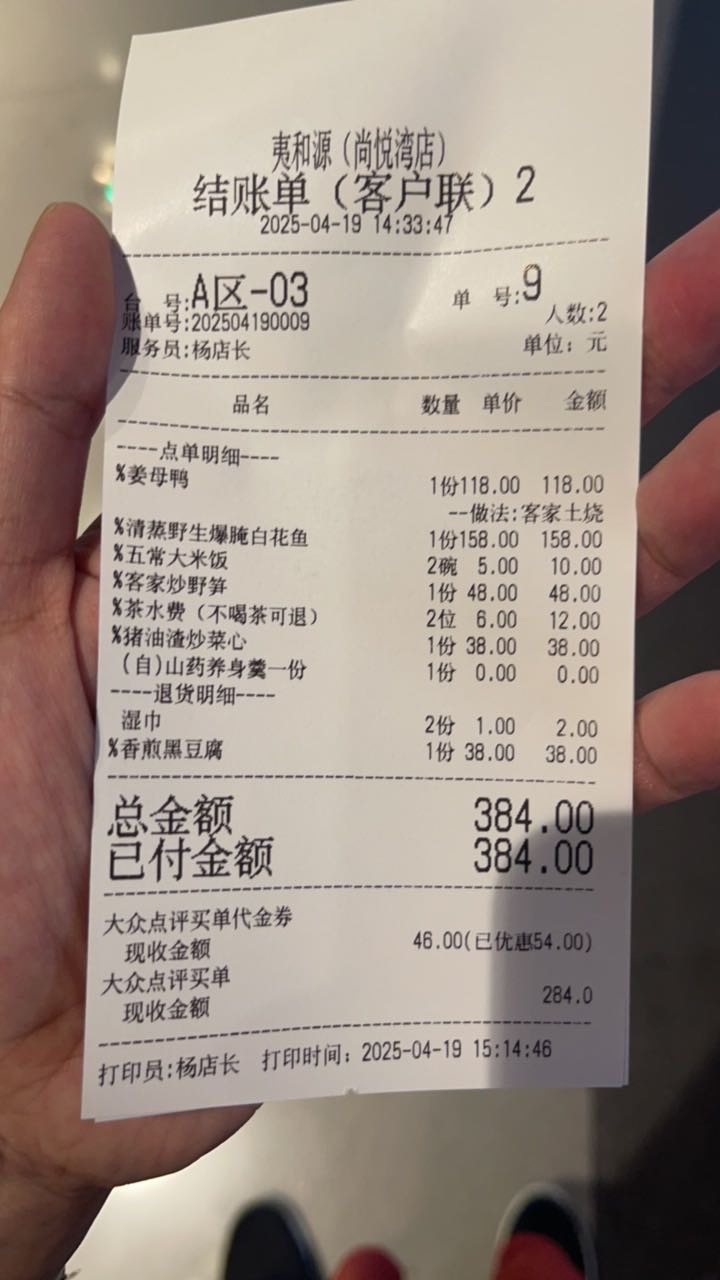 夷和源（尚悦湾店）
结账单（客户联）2
2025-04-19 14:33:47
台 号:A区-03 单 号:9
账单号:202504190009 人数:2
服务员:杨店长 单位：元
品名 数量 单价 金额
----点单明细----
%姜母鸭 1份118.00 118.00
--做法:客家土烧
%清蒸野生爆腌白花鱼 1份158.00 158.00
%五常大米饭 2碗 5.00 10.00
%客家炒野笋 1份 48.00 48.00
%茶水费（不喝茶可退） 2位 6.00 12.00
%猪油渣炒菜心 1份 38.00 38.00
(自)山药养身羹一份 1份 0.00 0.00
----退货明细----
湿巾 2份 1.00 2.00
%香煎黑豆腐 1份 38.00 38.00
总金额 384.00
已付金额 384.00
大众点评买单代金券
现收金额 46.00(已优惠54.00)
大众点评买单
现收金额 284.0
打印员:杨店长 打印时间：2025-04-19 15:14:46